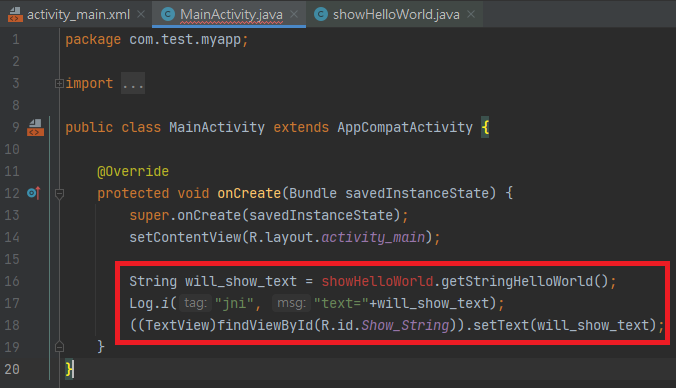 activity_main.xml MainActivity.java showHelloWorld.java
1 package com.test.myapp;
2
3 import ...
8
9 public class MainActivity extends AppCompatActivity {
10
11 @Override
12 protected void onCreate(Bundle savedInstanceState) {
13 super.onCreate(savedInstanceState);
14 setContentView(R.layout.activity_main);
15
16 String will_show_text = showHelloWorld.getStringHelloWorld();
17 Log.i( tag: "jni", msg: "text="+will_show_text);
18 ((TextView)findViewById(R.id.Show_String)).setText(will_show_text);
19 }
20 }